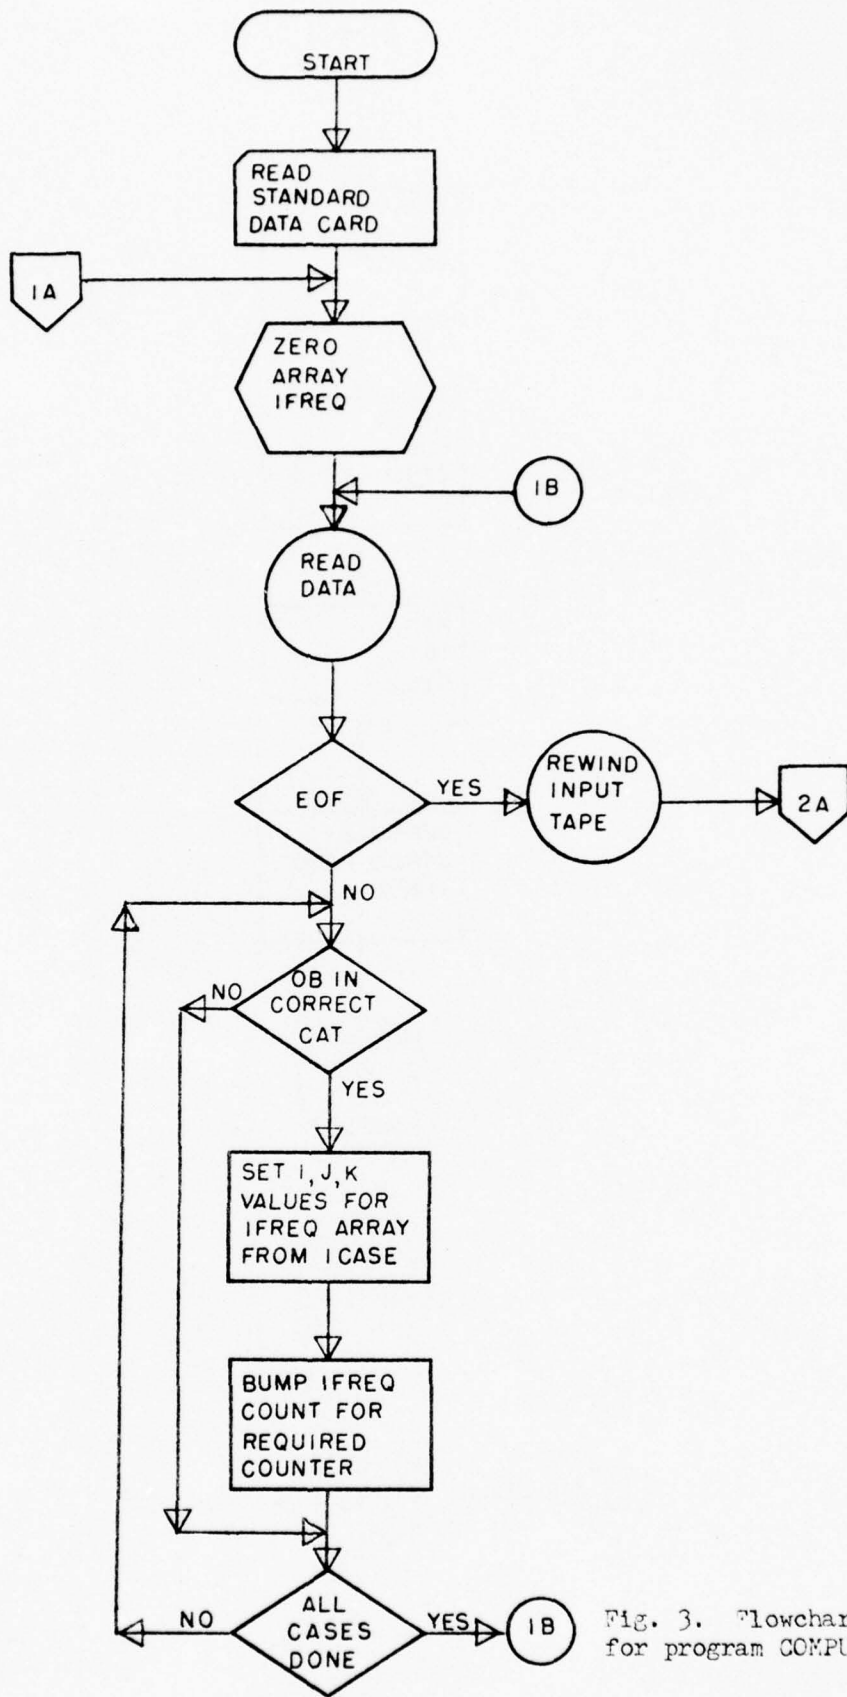 START
READ
STANDARD
DATA CARD
1A
ZERO
ARRAY
IFREQ
1B
READ
DATA
EOF
YES
REWIND
INPUT
TAPE
2A
NO
OB IN
CORRECT
CAT
NO
YES
SET I, J, K
VALUES FOR
IFREQ ARRAY
FROM ICASE
BUMP IFREQ
COUNT FOR
REQUIRED
COUNTER
ALL
CASES
DONE
NO
YES
1B
Fig. 3. Flowchar
for program COMPU